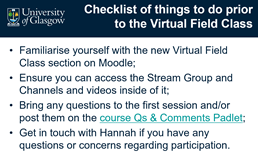 University
of Glasgow
Checklist of things to do prior
to the Virtual Field Class
• Familiarise yourself with the new Virtual Field
Class section on Moodle;
• Ensure you can access the Stream Group and
Channels and videos inside of it;
• Bring any questions to the first session and/or
post them on the course Qs & Comments Padlet;
• Get in touch with Hannah if you have any
questions or concerns regarding participation.